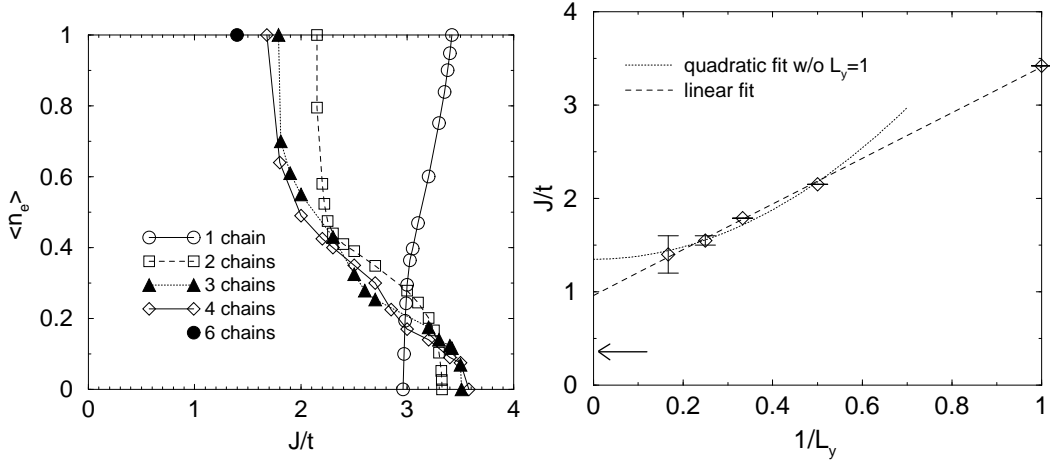 1
0.8
0.6
0.4
0.2
0
<n_e>
1 chain
2 chains
3 chains
4 chains
6 chains
0 1 2 3 4
J/t
4
3
2
1
0
J/t
quadratic fit w/o L_y=1
linear fit
0 0.2 0.4 0.6 0.8 1
1/L_y